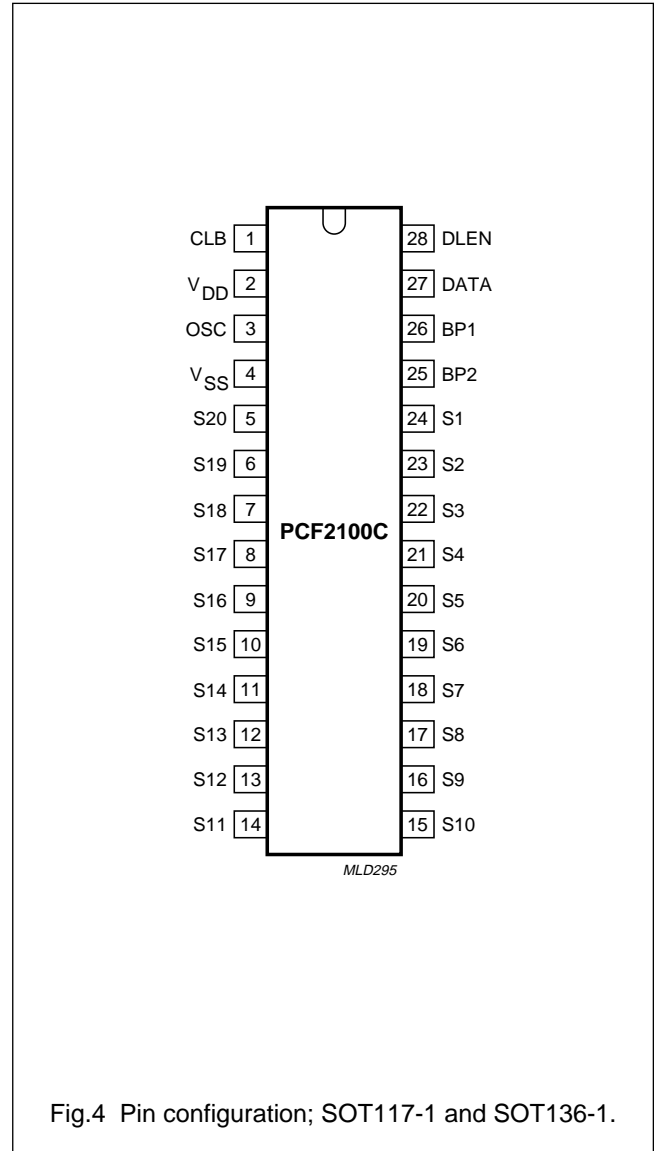 CLB 1 28 DLEN
VDD 2 27 DATA
OSC 3 26 BP1
VSS 4 25 BP2
S20 5 24 S1
S19 6 23 S2
S18 7 22 S3
PCF2100C
S17 8 21 S4
S16 9 20 S5
S15 10 19 S6
S14 11 18 S7
S13 12 17 S8
S12 13 16 S9
S11 14 15 S10
MLD295
Fig.4 Pin configuration; SOT117-1 and SOT136-1.